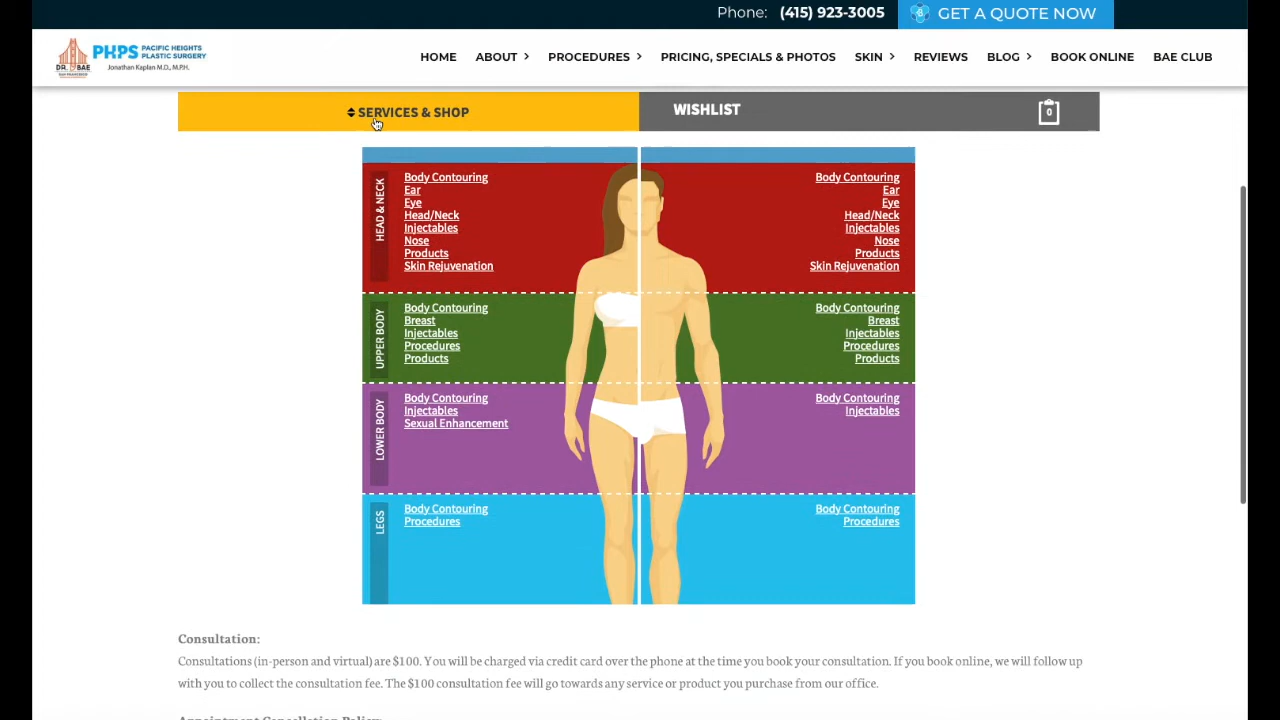 Phone: (415) 923-3005
GET A QUOTE NOW
DR. BAE
SAN FRANCISCO
PHPS PACIFIC HEIGHTS
PLASTIC SURGERY
Jonathan Kaplan M.D., M.P.H.
HOME ABOUT PROCEDURES PRICING, SPECIALS & PHOTOS SKIN REVIEWS BLOG BOOK ONLINE BAE CLUB
SERVICES & SHOP
WISHLIST
0
HEAD & NECK
Body Contouring
Ear
Eye
Head/Neck
Injectables
Nose
Products
Skin Rejuvenation
Body Contouring
Ear
Eye
Head/Neck
Injectables
Nose
Products
Skin Rejuvenation
UPPER BODY
Body Contouring
Breast
Injectables
Procedures
Products
Body Contouring
Breast
Injectables
Procedures
Products
LOWER BODY
Body Contouring
Injectables
Sexual Enhancement
Body Contouring
Injectables
LEGS
Body Contouring
Procedures
Body Contouring
Procedures
Consultation:
Consultations (in-person and virtual) are $100. You will be charged via credit card over the phone at the time you book your consultation. If you book online, we will follow up
with you to collect the consultation fee. The $100 consultation fee will go towards any service or product you purchase from our office.
Appointment Cancellation Policy: